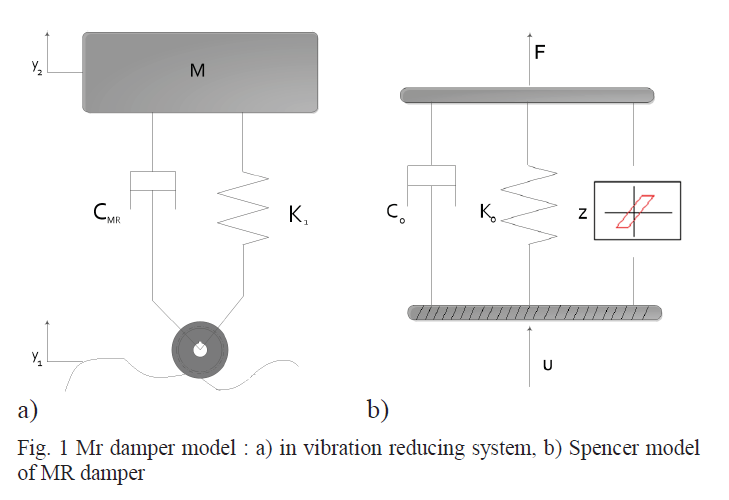 y₂
M
C_MR
K₁
y₁
a)
F
C₀
K₀
z
U
b)
Fig. 1 Mr damper model : a) in vibration reducing system, b) Spencer model
of MR damper